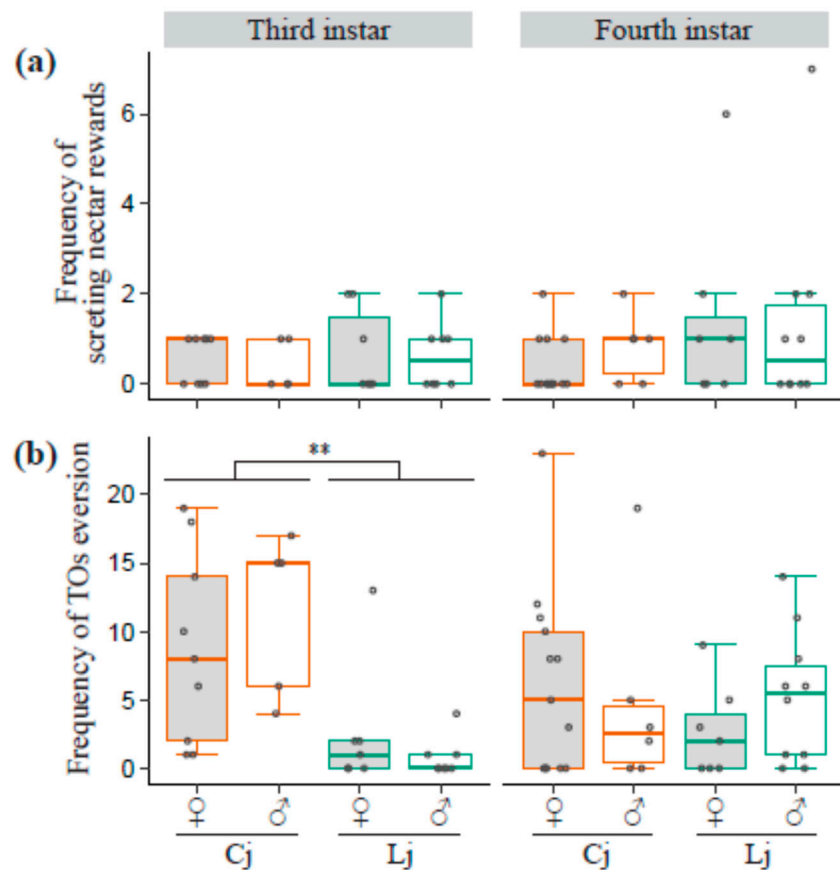 Third instar Fourth instar
(a)
Frequency of
screting nectar rewards
6
4
2
0
(b)
**
Frequency of TOs eversion
20
15
10
5
0
♀ ♂ ♀ ♂ ♀ ♂ ♀ ♂
Cj Lj Cj Lj